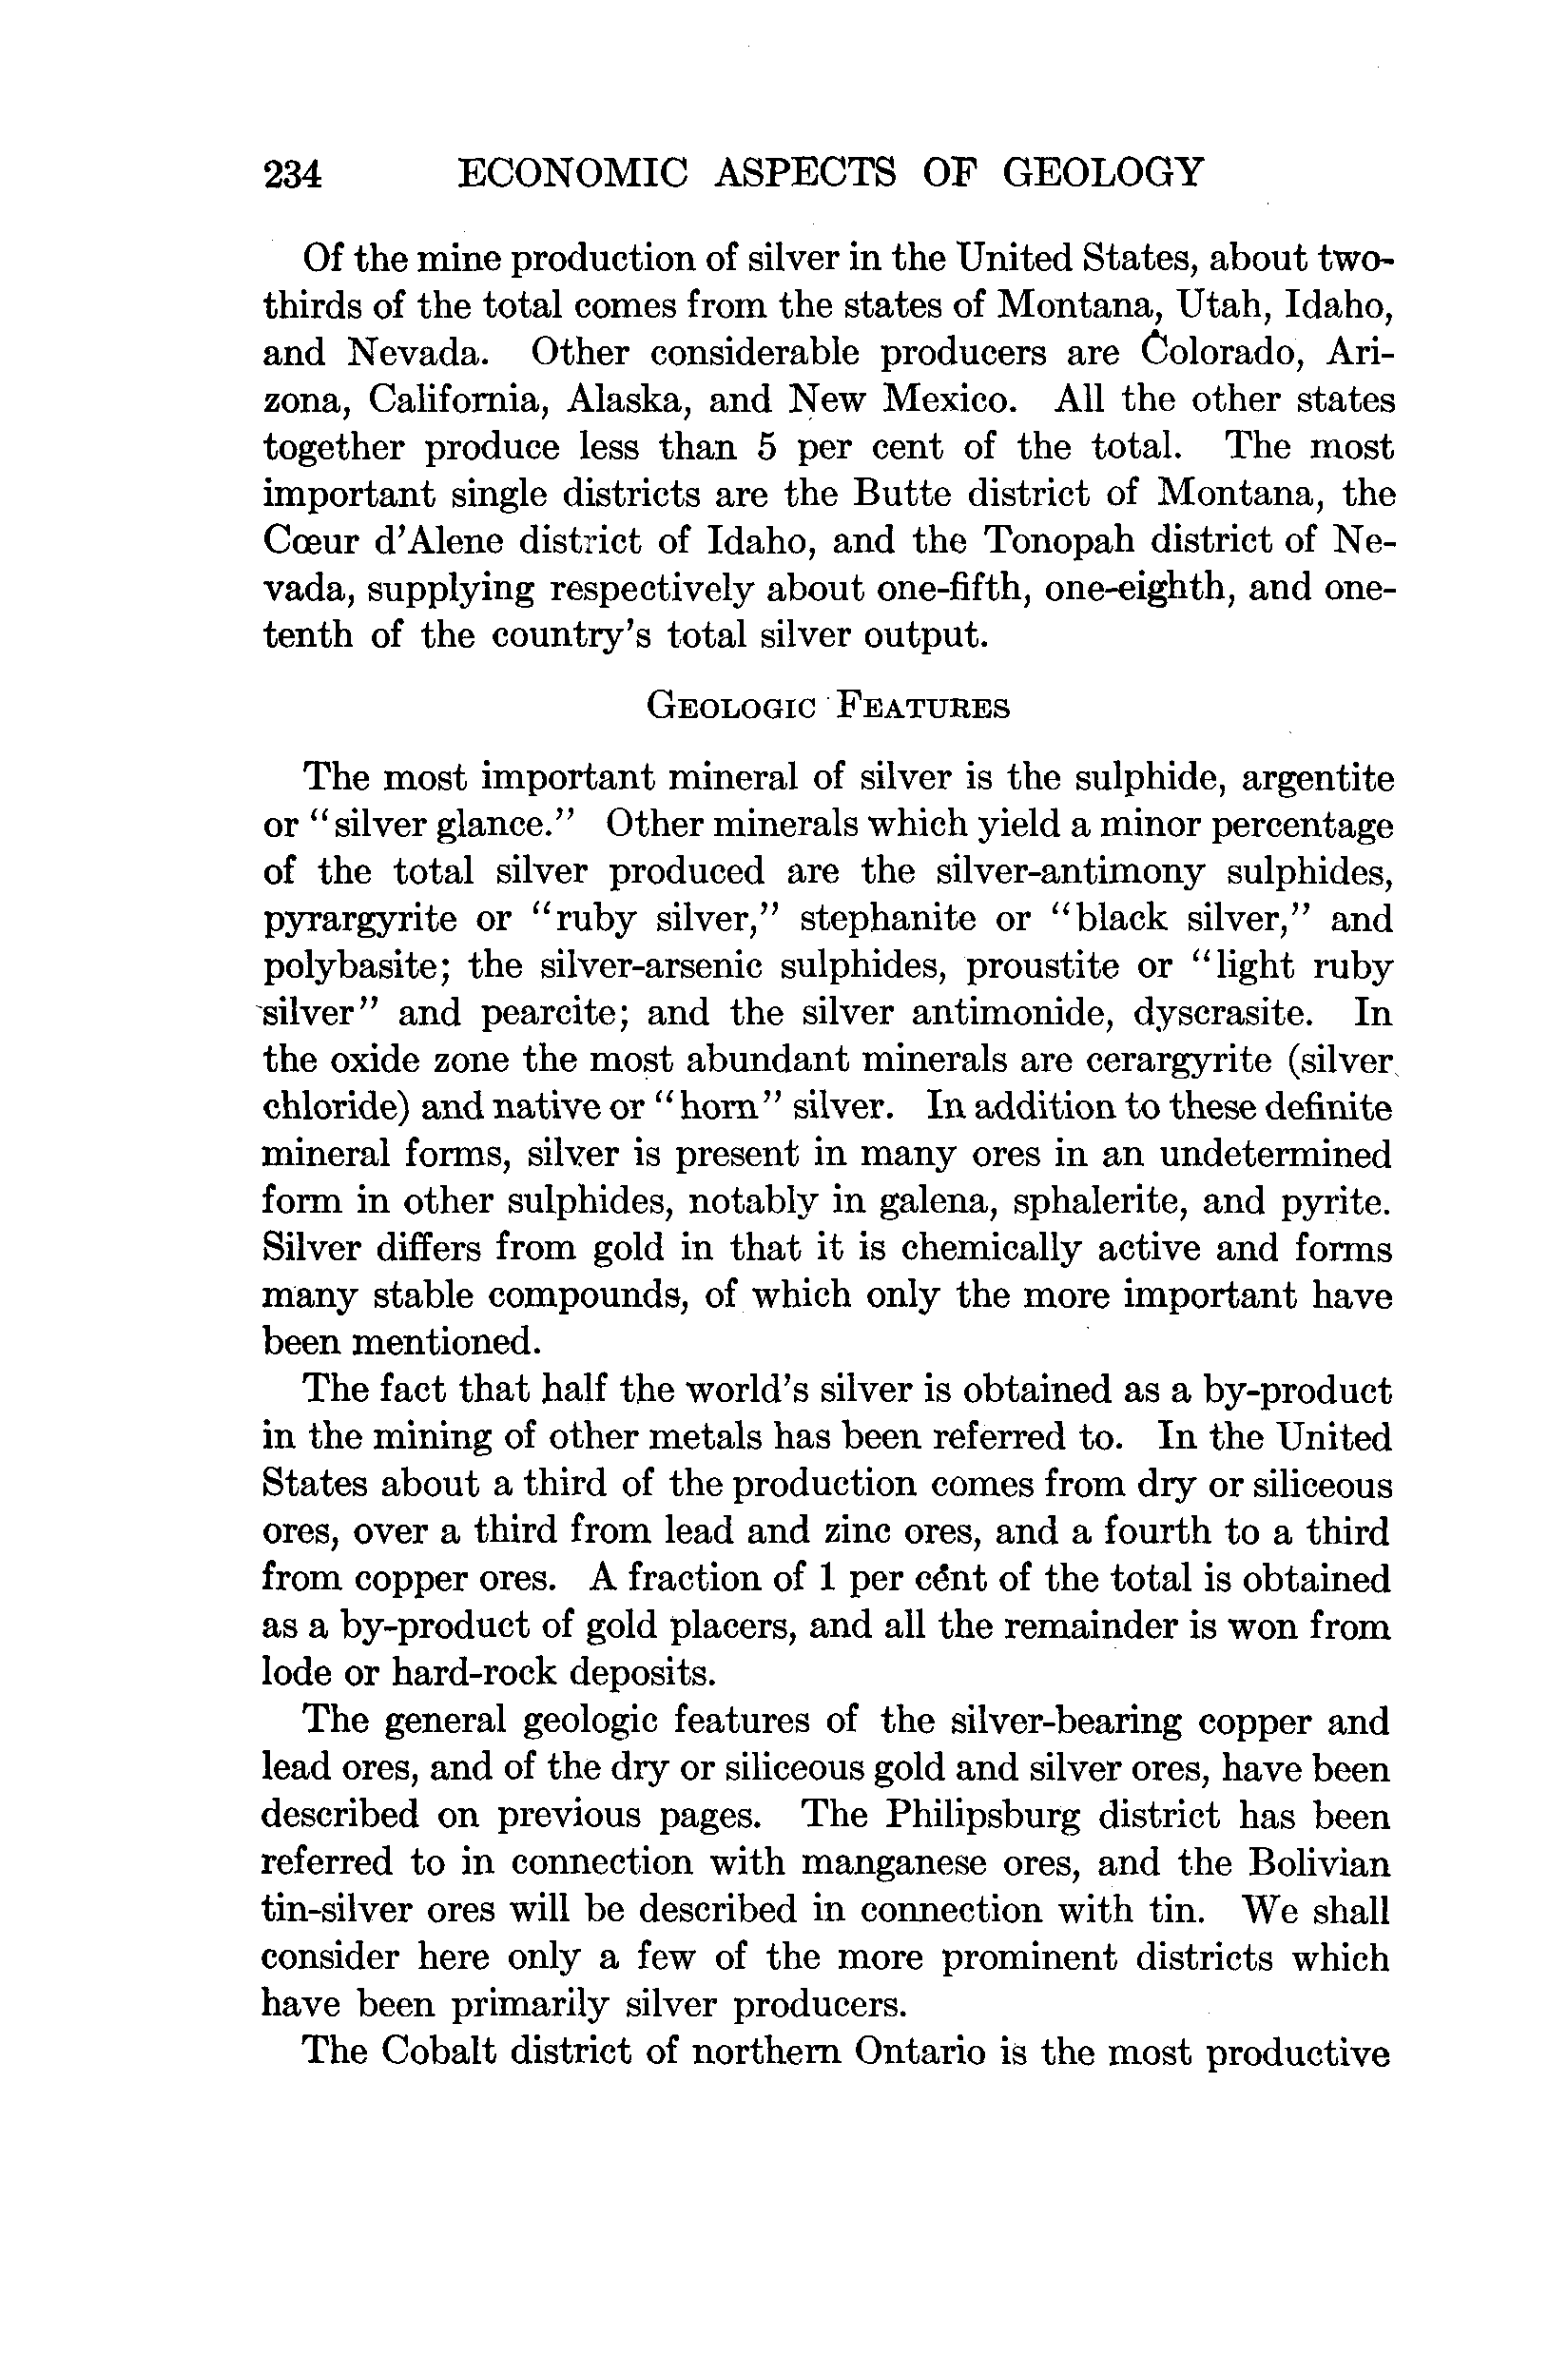 234 ECONOMIC ASPECTS OF GEOLOGY
Of the mine production of silver in the United States, about two-
thirds of the total comes from the states of Montana, Utah, Idaho,
and Nevada. Other considerable producers are Colorado, Ari-
zona, California, Alaska, and New Mexico. All the other states
together produce less than 5 per cent of the total. The most
important single districts are the Butte district of Montana, the
Cœur d'Alene district of Idaho, and the Tonopah district of Ne-
vada, supplying respectively about one-fifth, one-eighth, and one-
tenth of the country's total silver output.
GEOLOGIC FEATURES
The most important mineral of silver is the sulphide, argentite
or "silver glance." Other minerals which yield a minor percentage
of the total silver produced are the silver-antimony sulphides,
pyrargyrite or "ruby silver," stephanite or "black silver," and
polybasite; the silver-arsenic sulphides, proustite or "light ruby
silver" and pearcite; and the silver antimonide, dyscrasite. In
the oxide zone the most abundant minerals are cerargyrite (silver
chloride) and native or "horn" silver. In addition to these definite
mineral forms, silver is present in many ores in an undetermined
form in other sulphides, notably in galena, sphalerite, and pyrite.
Silver differs from gold in that it is chemically active and forms
many stable compounds, of which only the more important have
been mentioned.
The fact that half the world's silver is obtained as a by-product
in the mining of other metals has been referred to. In the United
States about a third of the production comes from dry or siliceous
ores, over a third from lead and zinc ores, and a fourth to a third
from copper ores. A fraction of 1 per cent of the total is obtained
as a by-product of gold placers, and all the remainder is won from
lode or hard-rock deposits.
The general geologic features of the silver-bearing copper and
lead ores, and of the dry or siliceous gold and silver ores, have been
described on previous pages. The Philipsburg district has been
referred to in connection with manganese ores, and the Bolivian
tin-silver ores will be described in connection with tin. We shall
consider here only a few of the more prominent districts which
have been primarily silver producers.
The Cobalt district of northern Ontario is the most productive